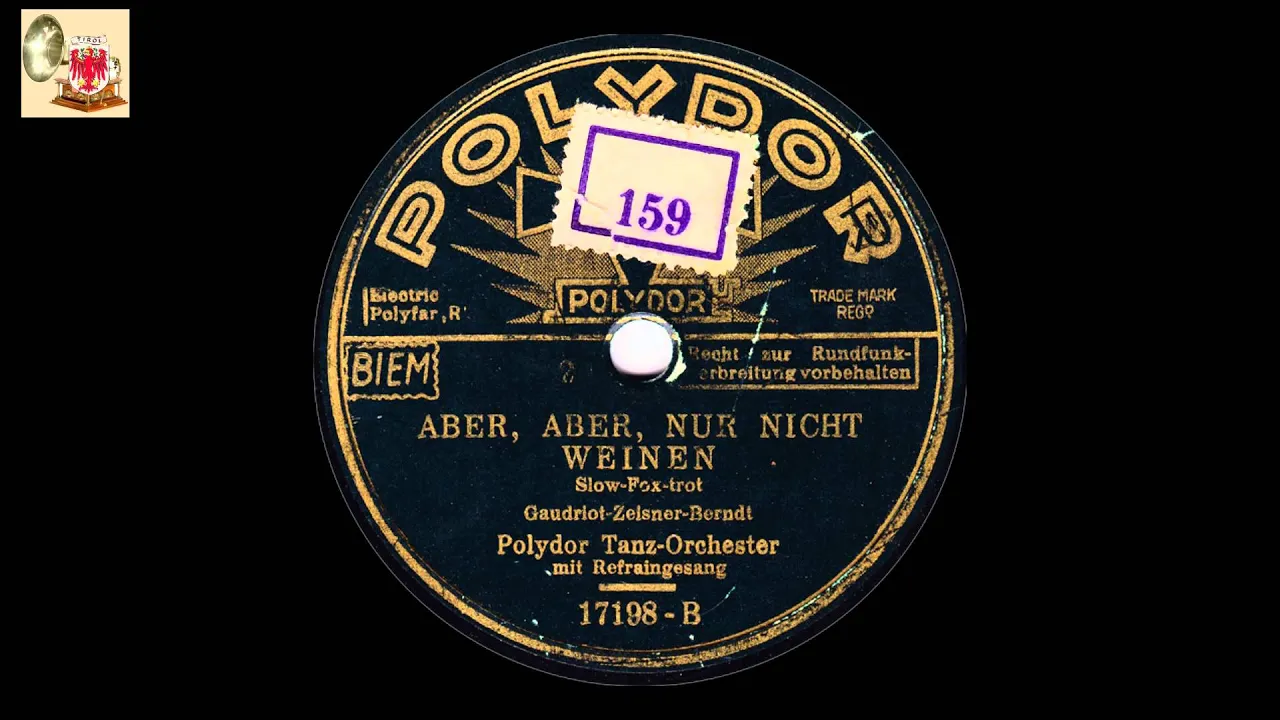 TIROL
POLYDOR
159
POLYDOR
Electric
Polyfar „R"
TRADE MARK
REGD
BIEM
2
Recht zur Rundfunk-
erbreitung vorbehalten
ABER, ABER, NUR NICHT
WEINEN
Slow-Fox-trot
Gaudriot-Zeisner-Berndt
Polydor Tanz-Orchester
mit Refraingesang
17198 - B